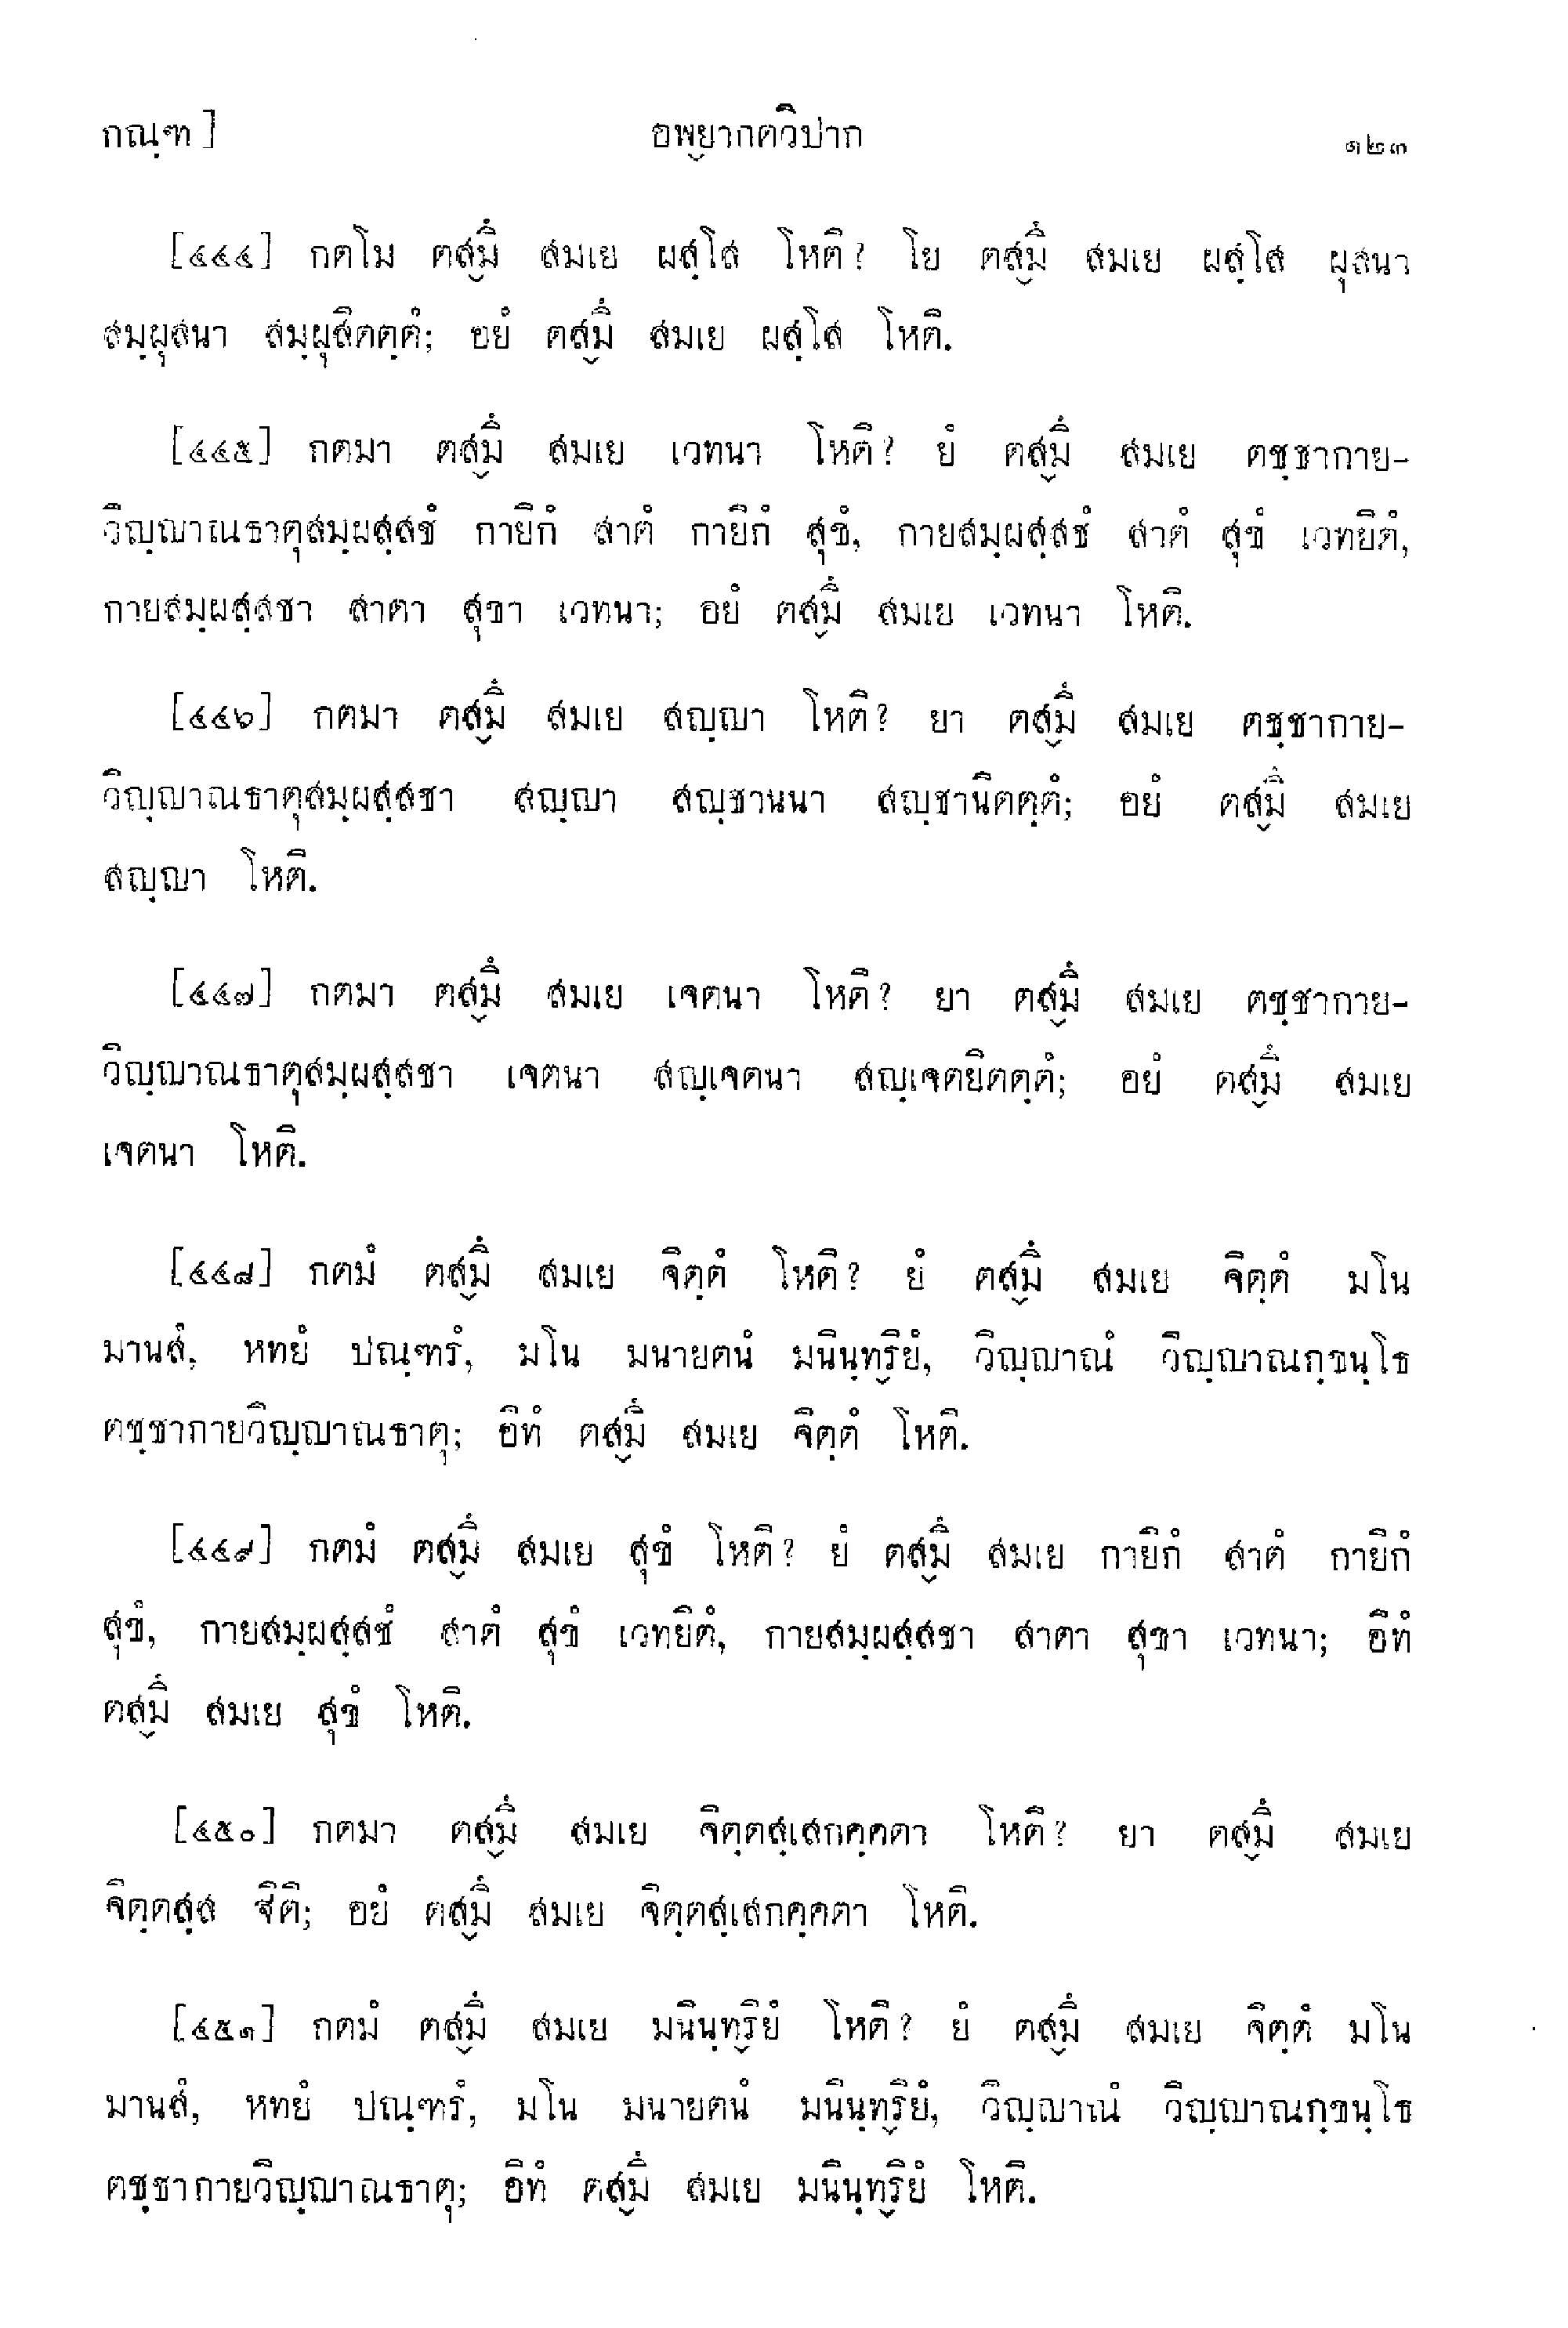 กณฺฑ]
อพ๎ยากตวิปาก
๑๒๓
[๔๔๔] กตโม ตส๎มึ สมเย ผสฺโส โหติ? โย ตส๎มึ สมเย ผสฺโส ผุสนา
สมฺผุสนา สมฺผุสิตตฺตํ; อยํ ตส๎มึ สมเย ผสฺโส โหติ.
[๔๔๕] กตมา ตส๎มึ สมเย เวทนา โหติ? ยํ ตส๎มึ สมเย ตชฺชากาย-
วิญฺญาณธาตุสมฺผสฺสชํ กายิกํ สาตํ กายิกํ สุขํ, กายสมฺผสฺสชํ สาตํ สุขํ เวทยิตํ,
กายสมฺผสฺสชา สาตา สุขา เวทนา; อยํ ตส๎มึ สมเย เวทนา โหติ.
[๔๔๖] กตมา ตส๎มึ สมเย สญฺญา โหติ? ยา ตส๎มึ สมเย ตชฺชากาย-
วิญฺญาณธาตุสมฺผสฺสชา สญฺญา สญฺชานนา สญฺชานิตตฺตํ; อยํ ตส๎มึ สมเย
สญฺญา โหติ.
[๔๔๗] กตมา ตส๎มึ สมเย เจตนา โหติ? ยา ตส๎มึ สมเย ตชฺชากาย-
วิญฺญาณธาตุสมฺผสฺสชา เจตนา สญฺเจตนา สญฺเจตยิตตฺตํ; อยํ ตส๎มึ สมเย
เจตนา โหติ.
[๔๔๘] กตมํ ตส๎มึ สมเย จิตฺตํ โหติ? ยํ ตส๎มึ สมเย จิตฺตํ มโน
มานสํ, หทยํ ปณฺฑรํ, มโน มนายตนํ มนินฺท๎ริยํ, วิญฺญาณํ วิญฺญาณกฺขนฺโธ
ตชฺชากายวิญฺญาณธาตุ; อิทํ ตส๎มึ สมเย จิตฺตํ โหติ.
[๔๔๙] กตมํ ตส๎มึ สมเย สุขํ โหติ? ยํ ตส๎มึ สมเย กายิกํ สาตํ กายิกํ
สุขํ, กายสมฺผสฺสชํ สาตํ สุขํ เวทยิตํ, กายสมฺผสฺสชา สาตา สุขา เวทนา; อิทํ
ตส๎มึ สมเย สุขํ โหติ.
[๔๕๐] กตมา ตส๎มึ สมเย จิตฺตสฺเสกคฺคตา โหติ? ยา ตส๎มึ สมเย
จิตฺตสฺส ฐิติ; อยํ ตส๎มึ สมเย จิตฺตสฺเสกคฺคตา โหติ.
[๔๕๑] กตมํ ตส๎มึ สมเย มนินฺท๎ริยํ โหติ? ยํ ตส๎มึ สมเย จิตฺตํ มโน
มานสํ, หทยํ ปณฺฑรํ, มโน มนายตนํ มนินฺท๎ริยํ, วิญฺญาณํ วิญฺญาณกฺขนฺโธ
ตชฺชากายวิญฺญาณธาตุ; อิทํ ตส๎มึ สมเย มนินฺท๎ริยํ โหติ.